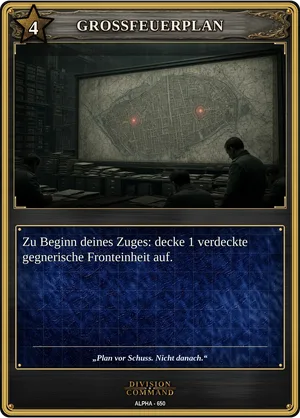 4
GROSSFEUERPLAN
Zu Beginn deines Zuges: decke 1 verdeckte
gegnerische Fronteinheit auf.
„Plan vor Schuss. Nicht danach.“
DIVISION
COMMAND
ALPHA - 650